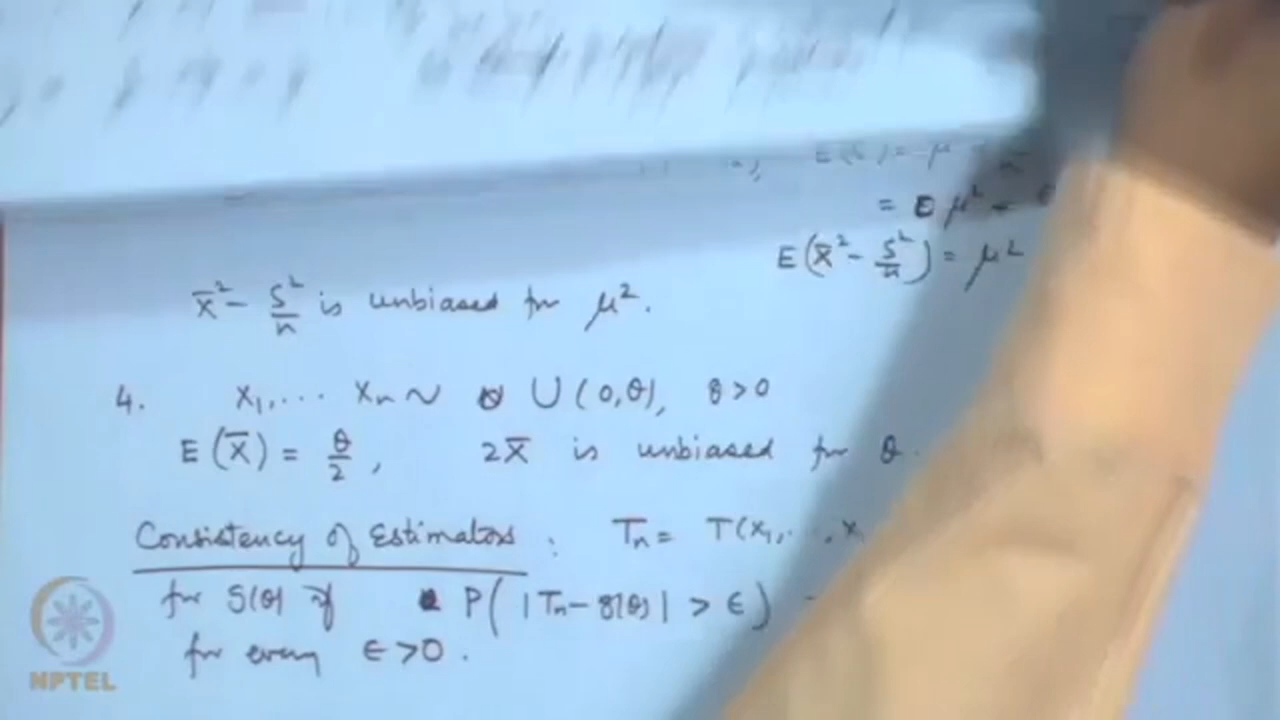 = μ² +
E(x̄² - S²/n) = μ²
x̄² - S²/n is unbiased for μ².
4. X₁,... Xₙ ~ U(0,θ), θ>0
E(X̄) = θ/2, 2X̄ is unbiased for θ.
Consistency of Estimators : Tₙ = T(X₁,..,X
for g(θ) if P(|Tₙ - g(θ)| > ϵ)
for every ϵ>0.
NPTEL